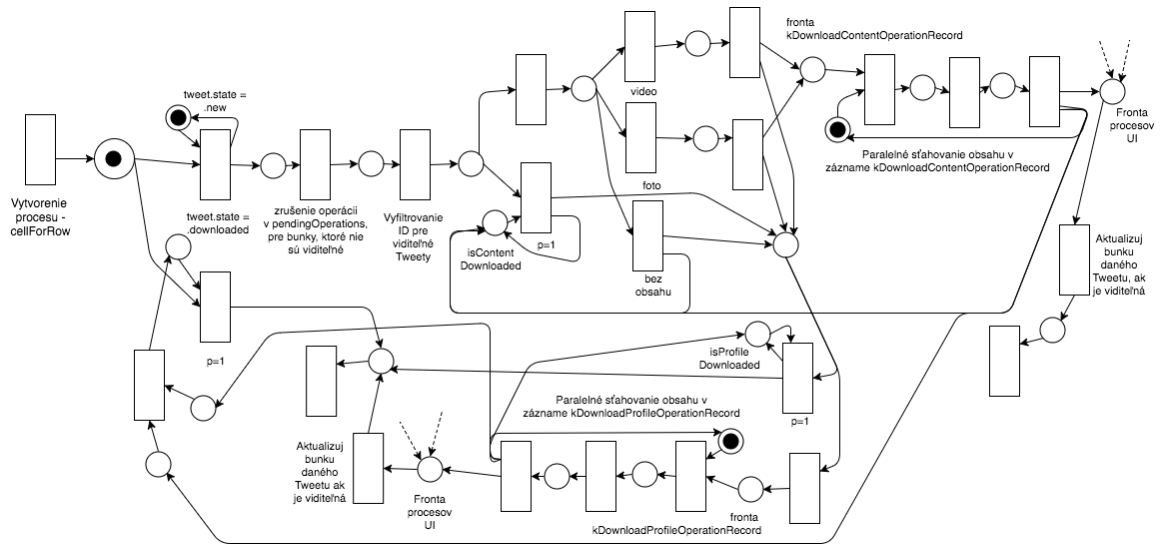 fronta
kDownloadContentOperationRecord
tweet.state =
.new
video
Fronta
procesov
UI
Paralelné sťahovanie obsahu v
zázname kDownloadContentOperationRecord
Vytvorenie
procesu -
cellForRow
foto
zrušenie operácii
v pendingOperations,
pre bunky, ktoré nie
sú viditeľné
Vyfiltrovanie
ID pre
viditeľné
Tweety
tweet.state =
.downloaded
p=1
isContent
Downloaded
bez
obsahu
Aktualizuj
bunku
daného
Tweetu, ak
je viditeľná
p=1
isProfile
Downloaded
Paralelné sťahovanie obsahu v
zázname kDownloadProfileOperationRecord
p=1
Aktualizuj
bunku
daného
Tweetu ak
je viditeľná
Fronta
procesov
UI
fronta
kDownloadProfileOperationRecord